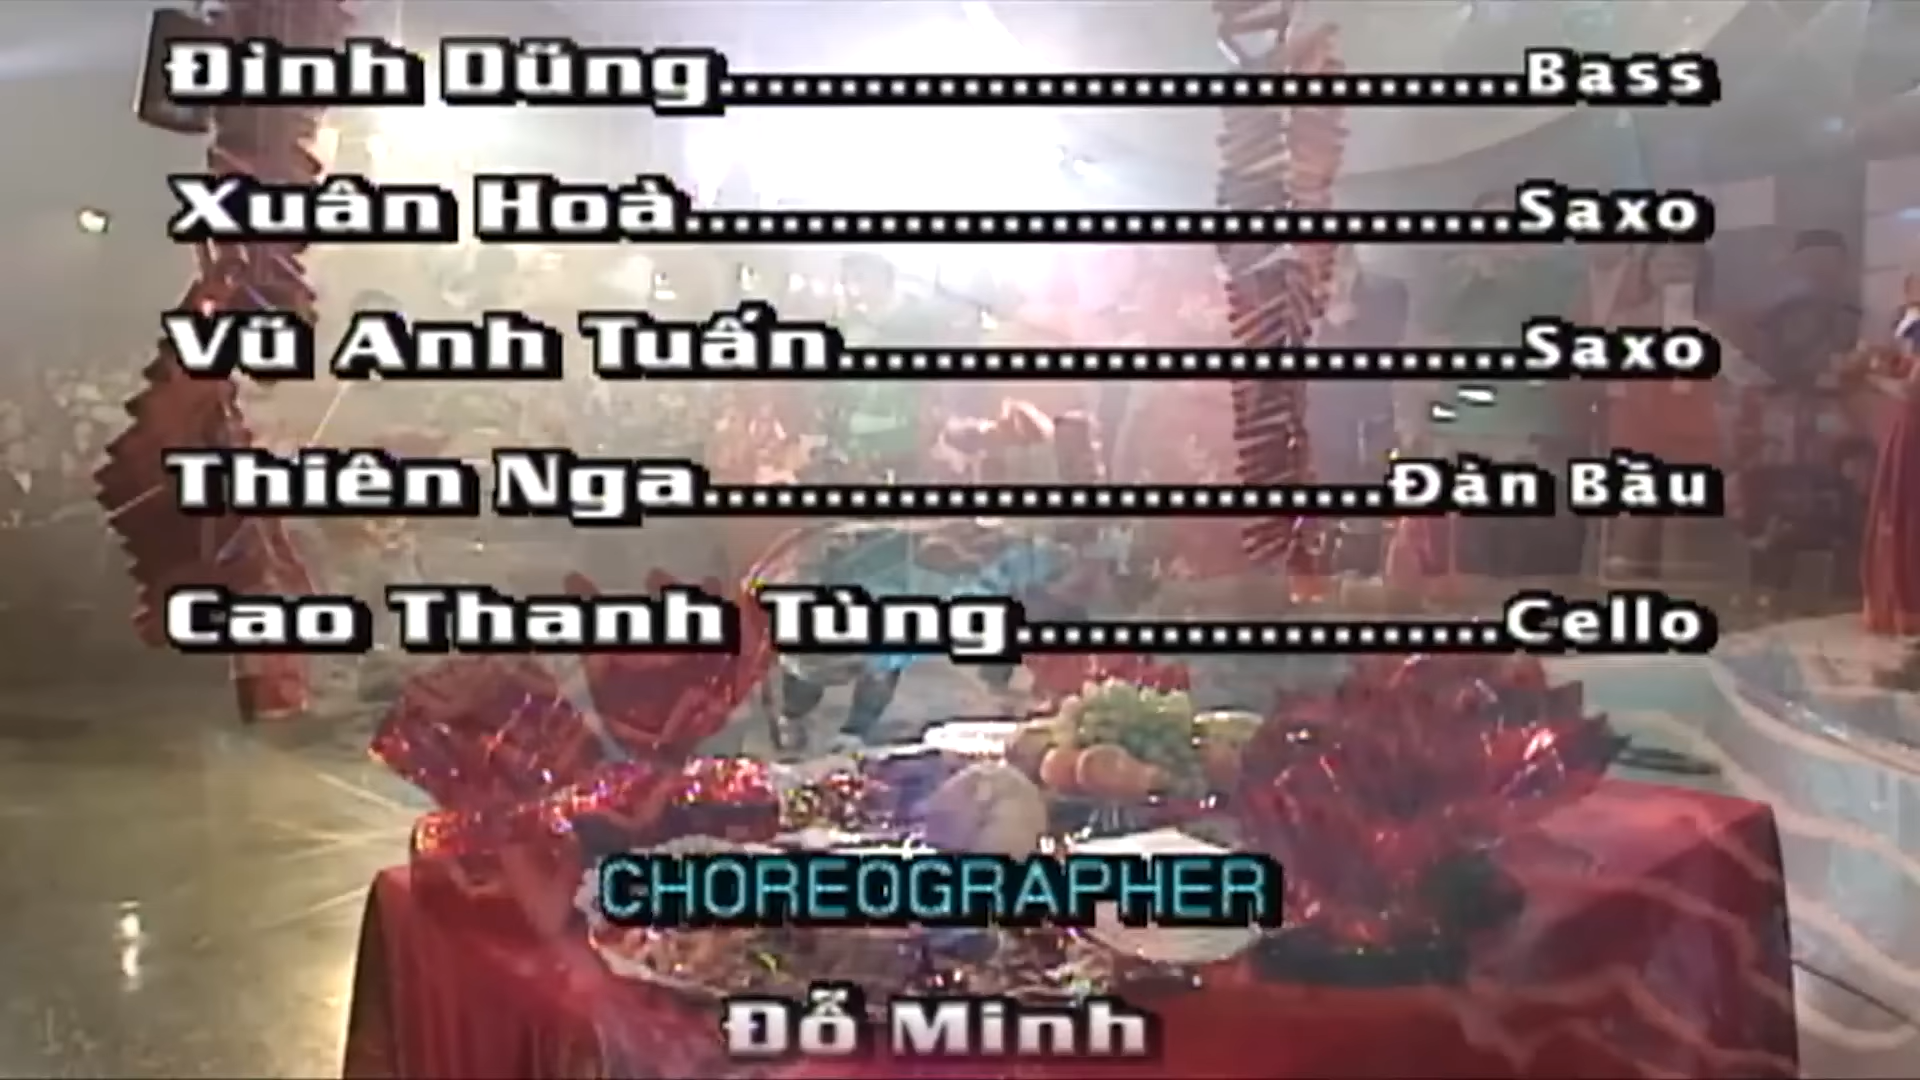 Đình Dũng.................................Bass
Xuân Hoà..................................Saxo
Vũ Anh Tuấn............................Saxo
Thiên Nga............................Đàn Bầu
Cao Thanh Tùng....................Cello
CHOREOGRAPHER
Đỗ Minh